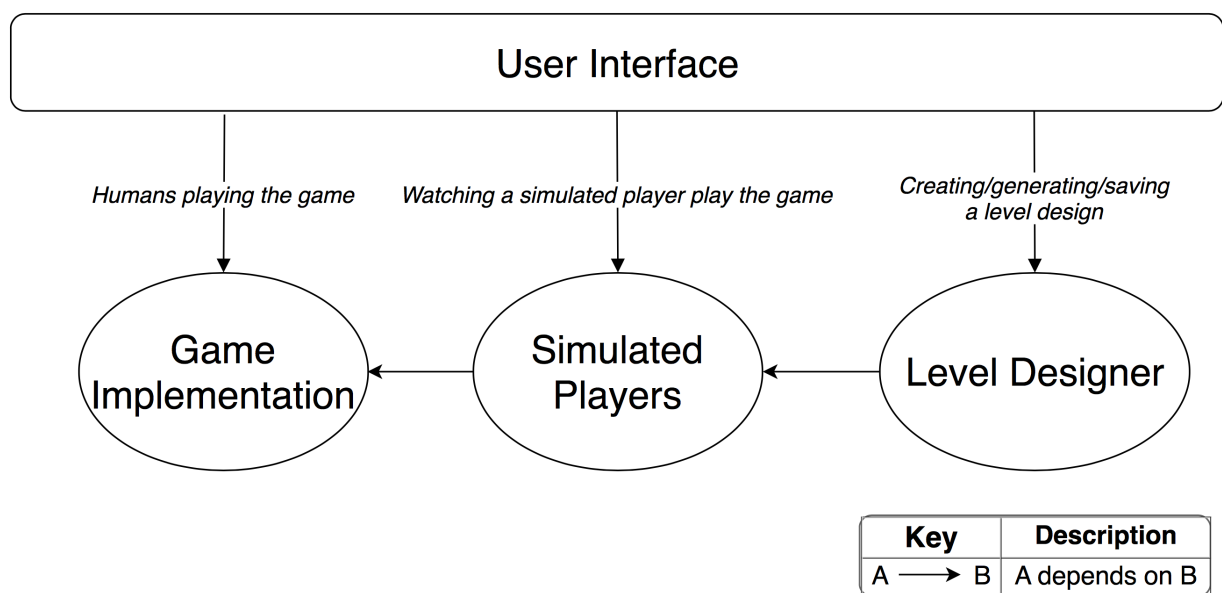 User Interface
Humans playing the game
Watching a simulated player play the game
Creating/generating/saving
a level design
Game
Implementation
Simulated
Players
Level Designer
Key Description
A B A depends on B